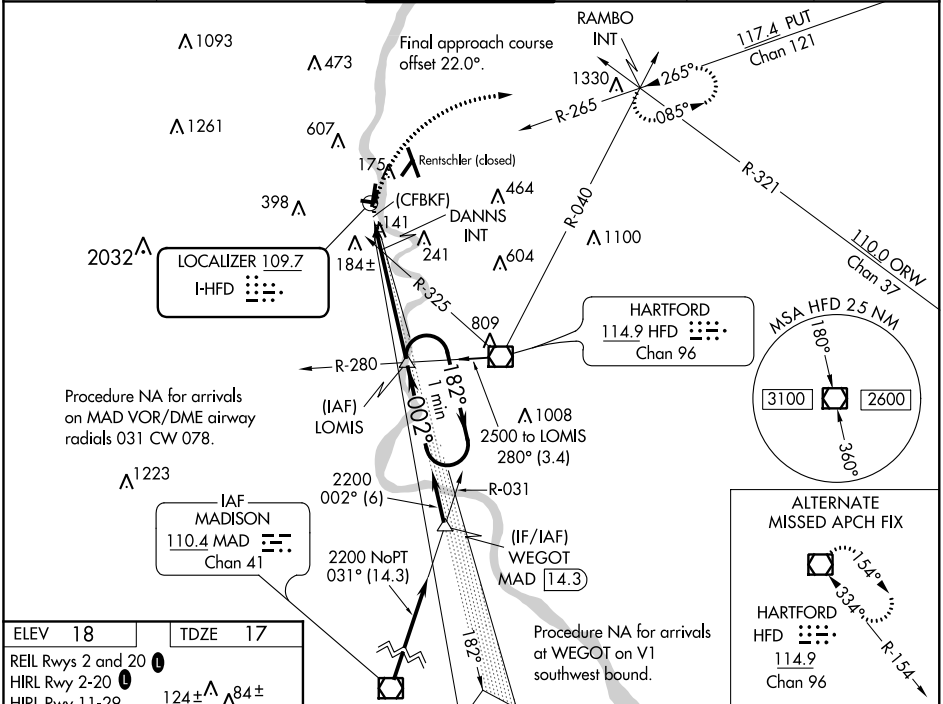 RAMBO
INT
117.4 PUT
Chan 121
1093
473
Final approach course
offset 22.0°.
1330
265°
085°
R-265
1261
607
175
Rentschler (closed)
R-321
398
(CFBKF)
464
R-040
141
DANNS
INT
1100
2032
184±
241
604
110.0 ORW
Chan 37
LOCALIZER 109.7
I-HFD
R-325
809
HARTFORD
114.9 HFD
Chan 96
MSA HFD 25 NM
180°
3100
2600
360°
R-280
182°
1 min
002°
(IAF)
LOMIS
Procedure NA for arrivals
on MAD VOR/DME airway
radials 031 CW 078.
1008
2500 to LOMIS
280° (3.4)
1223
2200
002° (6)
R-031
IAF
MADISON
110.4 MAD
Chan 41
(IF/IAF)
WEGOT
MAD 14.3
2200 NoPT
031° (14.3)
ALTERNATE
MISSED APCH FIX
154°
334°
HARTFORD
HFD
114.9
Chan 96
R-154
182°
Procedure NA for arrivals
at WEGOT on V1
southwest bound.
ELEV 18
TDZE 17
REIL Rwys 2 and 20 L
HIRL Rwy 2-20 L
HIRL Rwy 11-29
124±
84±